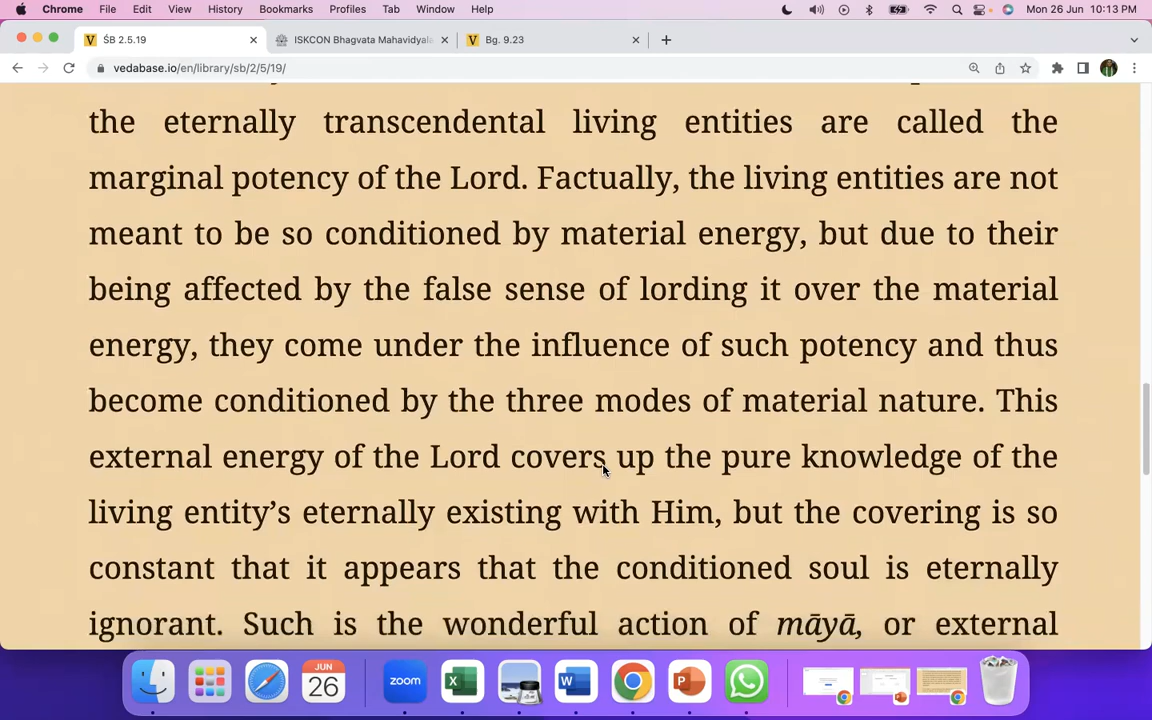 Chrome File Edit View History Bookmarks Profiles Tab Window Help Mon 26 Jun 10:13 PM
ŚB 2.5.19 ISKCON Bhagvata Mahavidyala Bg. 9.23
vedabase.io/en/library/sb/2/5/19/
the eternally transcendental living entities are called the
marginal potency of the Lord. Factually, the living entities are not
meant to be so conditioned by material energy, but due to their
being affected by the false sense of lording it over the material
energy, they come under the influence of such potency and thus
become conditioned by the three modes of material nature. This
external energy of the Lord covers up the pure knowledge of the
living entity’s eternally existing with Him, but the covering is so
constant that it appears that the conditioned soul is eternally
ignorant. Such is the wonderful action of māyā, or external
JUN
26
zoom